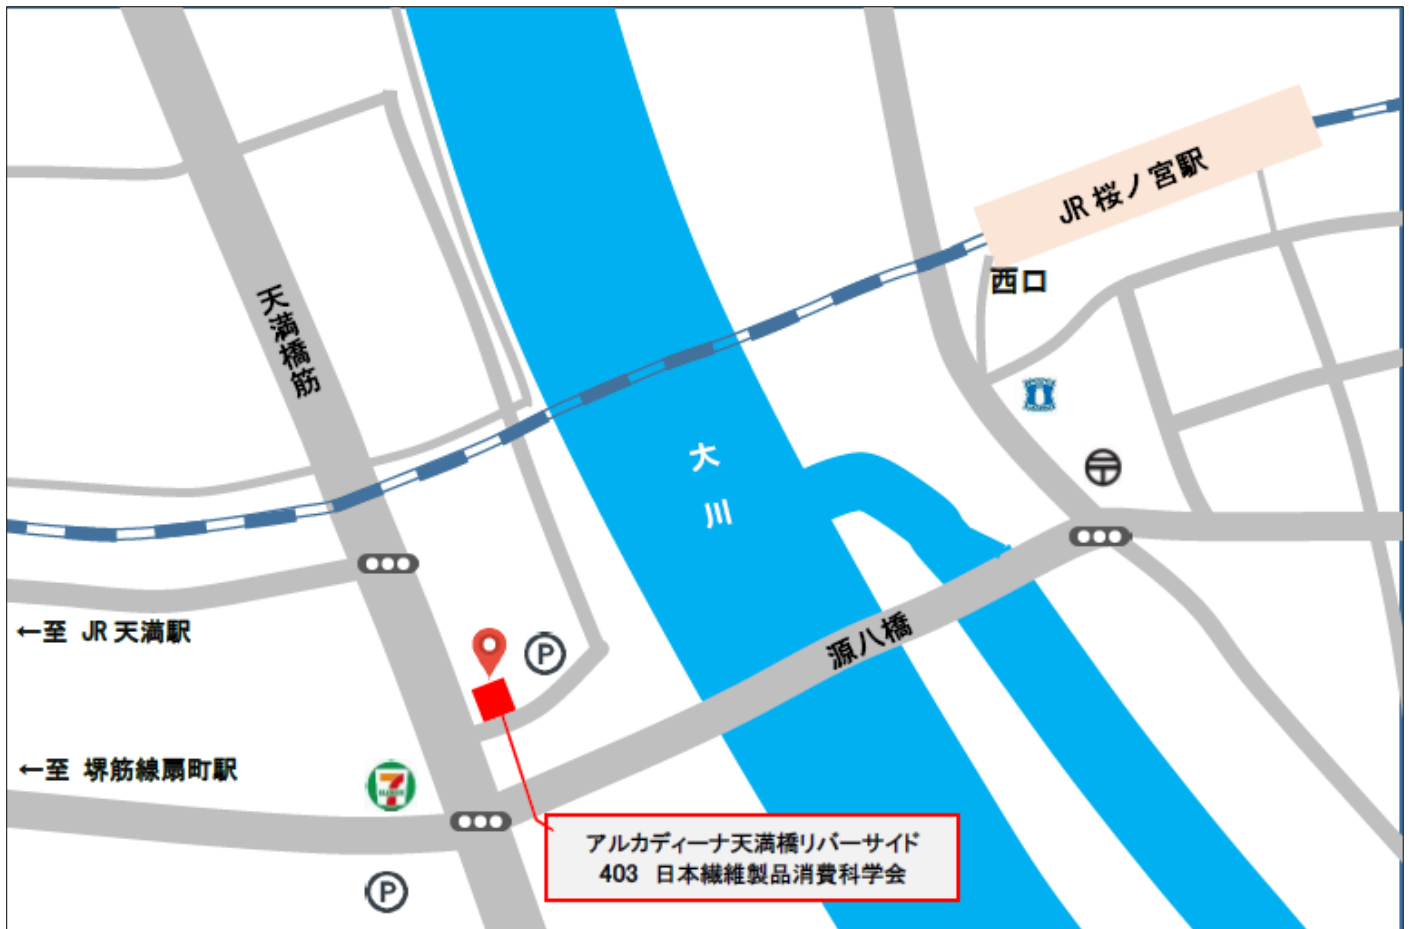 JR 桜ノ宮駅
西口
天満橋筋
大川
〒
←至 JR 天満駅
P
源八橋
←至 堺筋線扇町駅
7
アルカディーナ天満橋リバーサイド
403 日本繊維製品消費科学会
P